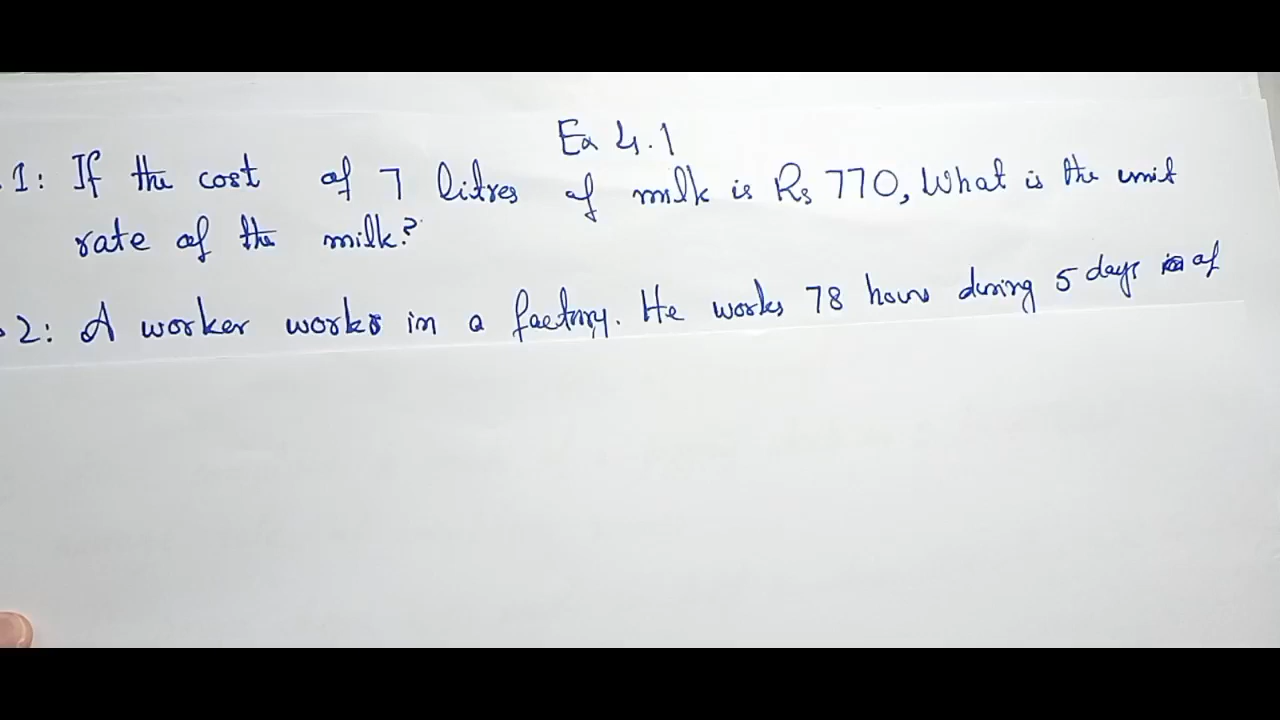 Ex 4.1
.1: If the cost of 7 litres of milk is Rs 770, What is the unit
rate of the milk?
.2: A worker works in a factory. He works 78 hours during 5 days of